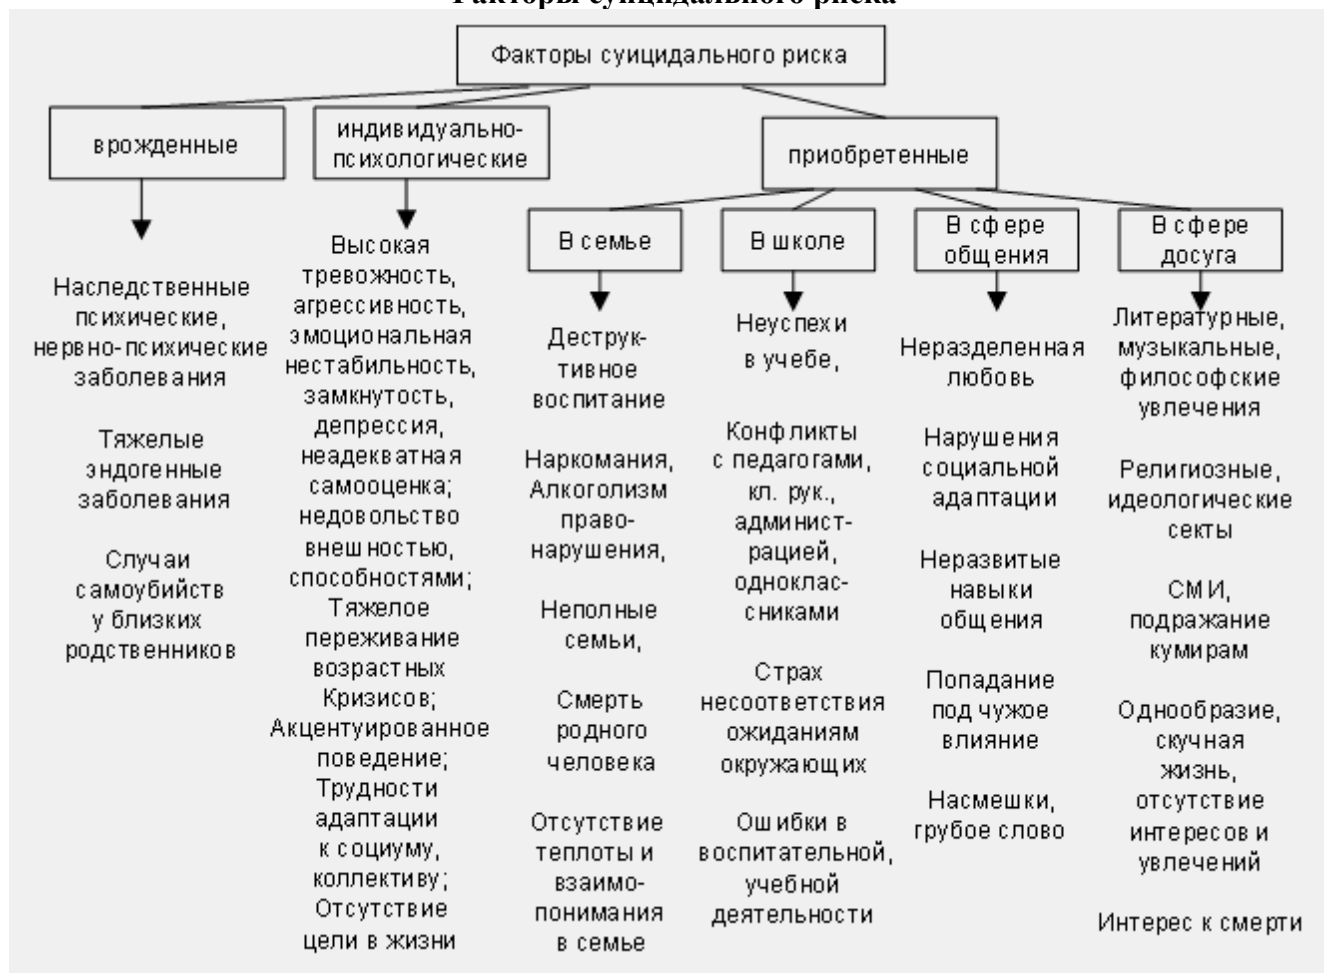 Факторы суицидального риска
Факторы суицидального риска
врожденные
Наследственные
психические,
нервно-психические
заболевания
Тяжелые
эндогенные
заболевания
Случаи
самоубийств
у близких
родственников
индивидуально-
психологические
Высокая
тревожность,
агрессивность,
эмоциональная
нестабильность,
замкнутость,
депрессия,
неадекватная
самооценка;
недовольство
внешностью,
способностями;
Тяжелое
переживание
возрастных
Кризисов;
Акцентуированное
поведение;
Трудности
адаптации
к социуму,
коллективу;
Отсутствие
цели в жизни
приобретенные
В семье
Деструк-
тивное
воспитание
Наркомания,
Алкоголизм
право-
нарушения,
Неполные
семьи,
Смерть
родного
человека
Отсутствие
теплоты и
взаимо-
понимания
в семье
В школе
Неуспехи
в учебе,
Конфликты
с педагогами,
кл. рук.,
админист-
рацией,
одноклас-
сниками
Страх
несоответствия
ожиданиям
окружающих
Ошибки в
воспитательной,
учебной
деятельности
В сфере
общения
Неразделенная
любовь
Нарушения
социальной
адаптации
Неразвитые
навыки
общения
Попадание
под чужое
влияние
Насмешки,
грубое слово
В сфере
досуга
Литературные,
музыкальные,
философские
увлечения
Религиозные,
идеологические
секты
СМИ,
подражание
кумирам
Однообразие,
скучная
жизнь,
отсутствие
интересов и
увлечений
Интерес к смерти